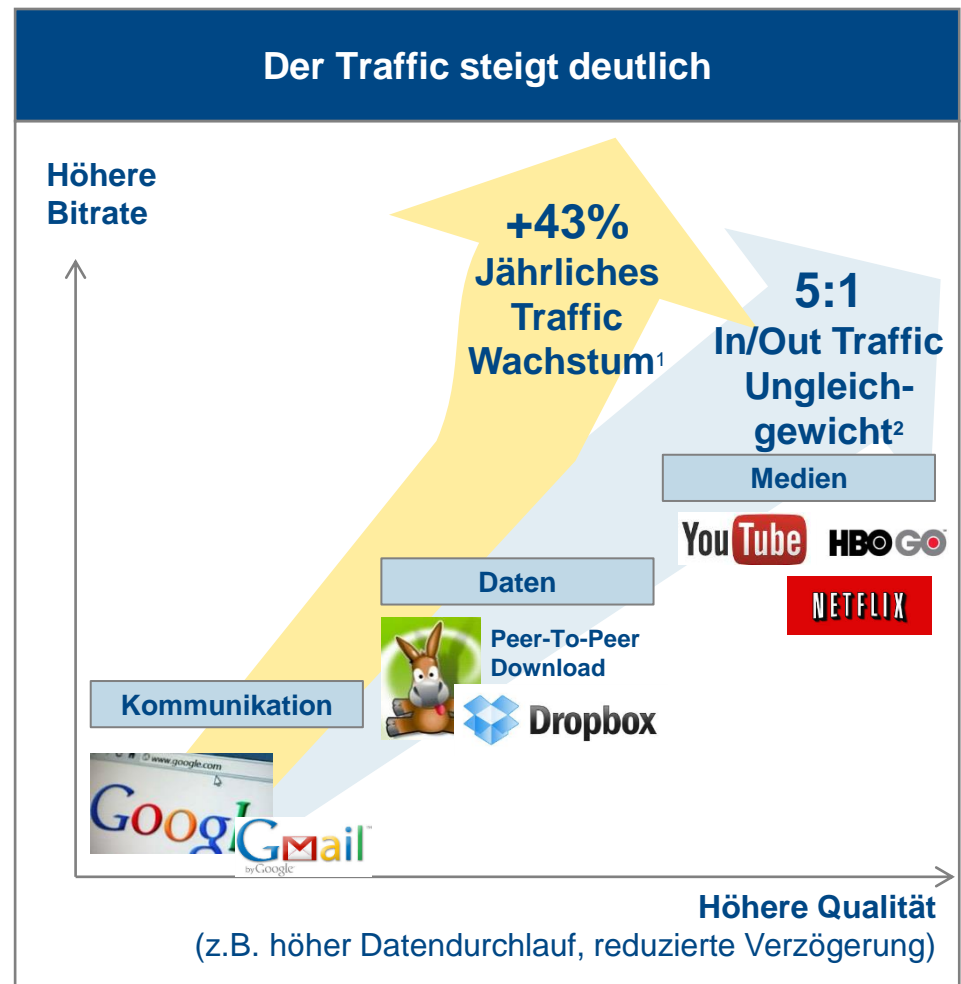 Der Traffic steigt deutlich
Höhere
Bitrate
+43%
Jährliches
Traffic
Wachstum¹
5:1
In/Out Traffic
Ungleich-
gewicht²
Medien
YouTube
HBO GO
NETFLIX
Daten
Peer-To-Peer
Download
Dropbox
Kommunikation
www.google.com
Google
Gmail™
by Google
Höhere Qualität
(z.B. höher Datendurchlauf, reduzierte Verzögerung)